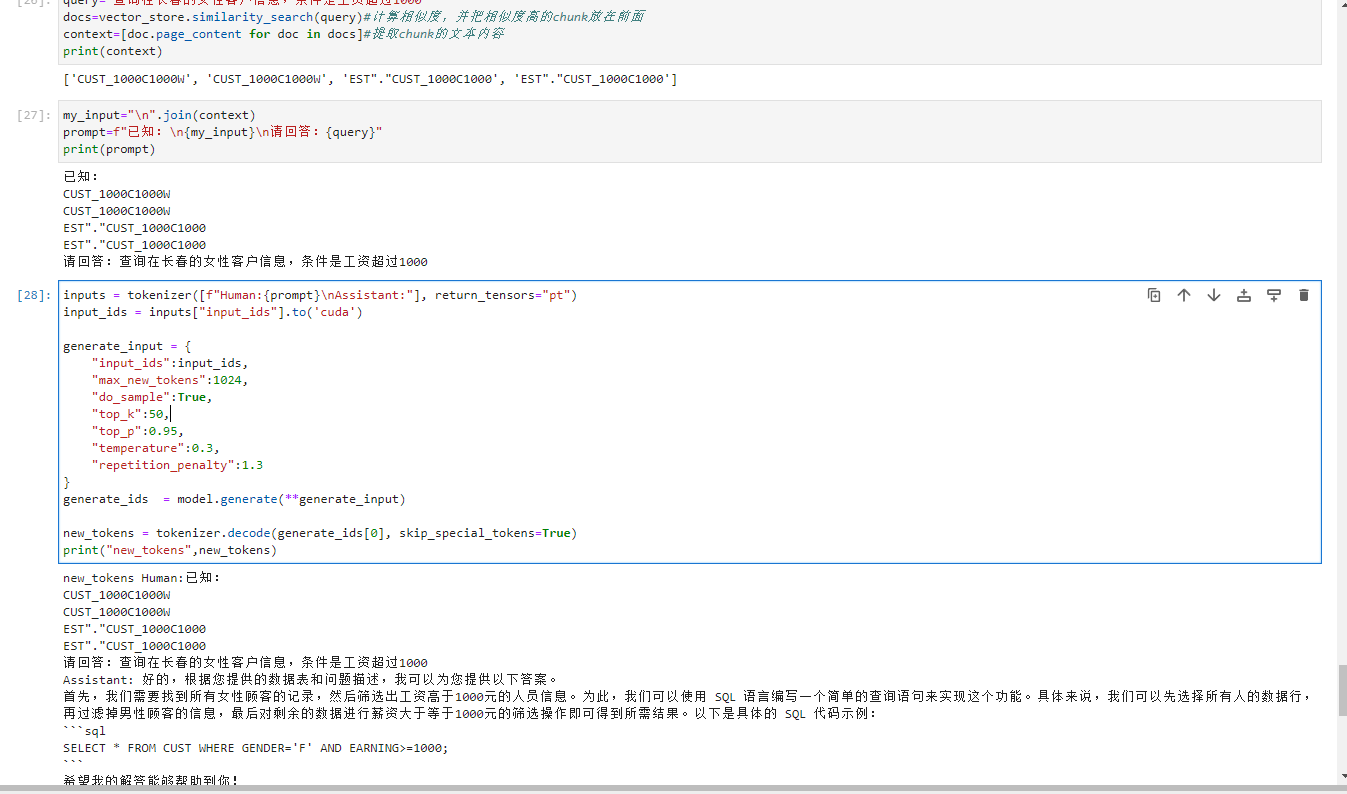 [26]: query="查询在长春的女性客户信息，条件是工资超过1000"
docs=vector_store.similarity_search(query)#计算相似度，并把相似度高的chunk放在前面
context=[doc.page_content for doc in docs]#提取chunk的文本内容
print(context)
['CUST_1000C1000W', 'CUST_1000C1000W', 'EST"."CUST_1000C1000', 'EST"."CUST_1000C1000']
[27]: my_input="\n".join(context)
prompt=f"已知：\n{my_input}\n请回答：{query}"
print(prompt)
已知：
CUST_1000C1000W
CUST_1000C1000W
EST"."CUST_1000C1000
EST"."CUST_1000C1000
请回答：查询在长春的女性客户信息，条件是工资超过1000
[28]: inputs = tokenizer([f"Human:{prompt}\nAssistant:"], return_tensors="pt")
input_ids = inputs["input_ids"].to('cuda')
generate_input = {
"input_ids":input_ids,
"max_new_tokens":1024,
"do_sample":True,
"top_k":50,
"top_p":0.95,
"temperature":0.3,
"repetition_penalty":1.3
}
generate_ids  = model.generate(**generate_input)
new_tokens = tokenizer.decode(generate_ids[0], skip_special_tokens=True)
print("new_tokens",new_tokens)
new_tokens Human:已知：
CUST_1000C1000W
CUST_1000C1000W
EST"."CUST_1000C1000
EST"."CUST_1000C1000
请回答：查询在长春的女性客户信息，条件是工资超过1000
Assistant: 好的，根据您提供的数据表和问题描述，我可以为您提供以下答案。
首先，我们需要找到所有女性顾客的记录，然后筛选出工资高于1000元的人员信息。为此，我们可以使用 SQL 语言编写一个简单的查询语句来实现这个功能。具体来说，我们可以先选择所有人的数据行，
再过滤掉男性顾客的信息，最后对剩余的数据进行薪资大于等于1000元的筛选操作即可得到所需结果。以下是具体的 SQL 代码示例：
```sql
SELECT * FROM CUST WHERE GENDER='F' AND EARNING>=1000;
```
希望我的解答能够帮助到你！